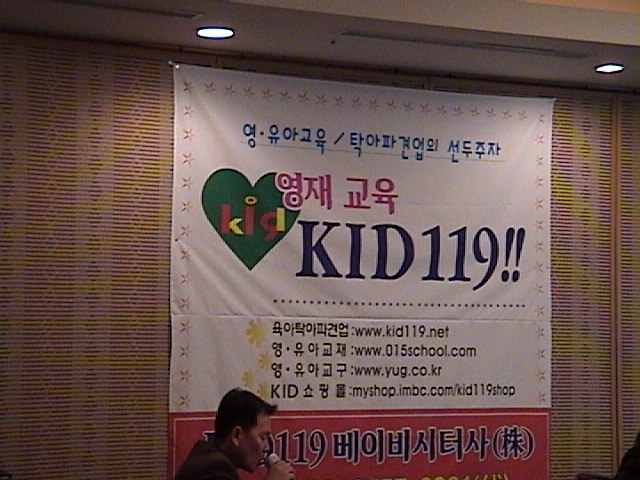 영·유아교육 / 탁아파견업의 선두주자
kid
영재 교육
KID 119!!
육아탁아파견업:www.kid119.net
영·유아교재:www.015school.com
영·유아교구:www.yug.co.kr
KID 쇼핑몰:myshop.imbc.com/kid119shop
119 베이비시터사(株)